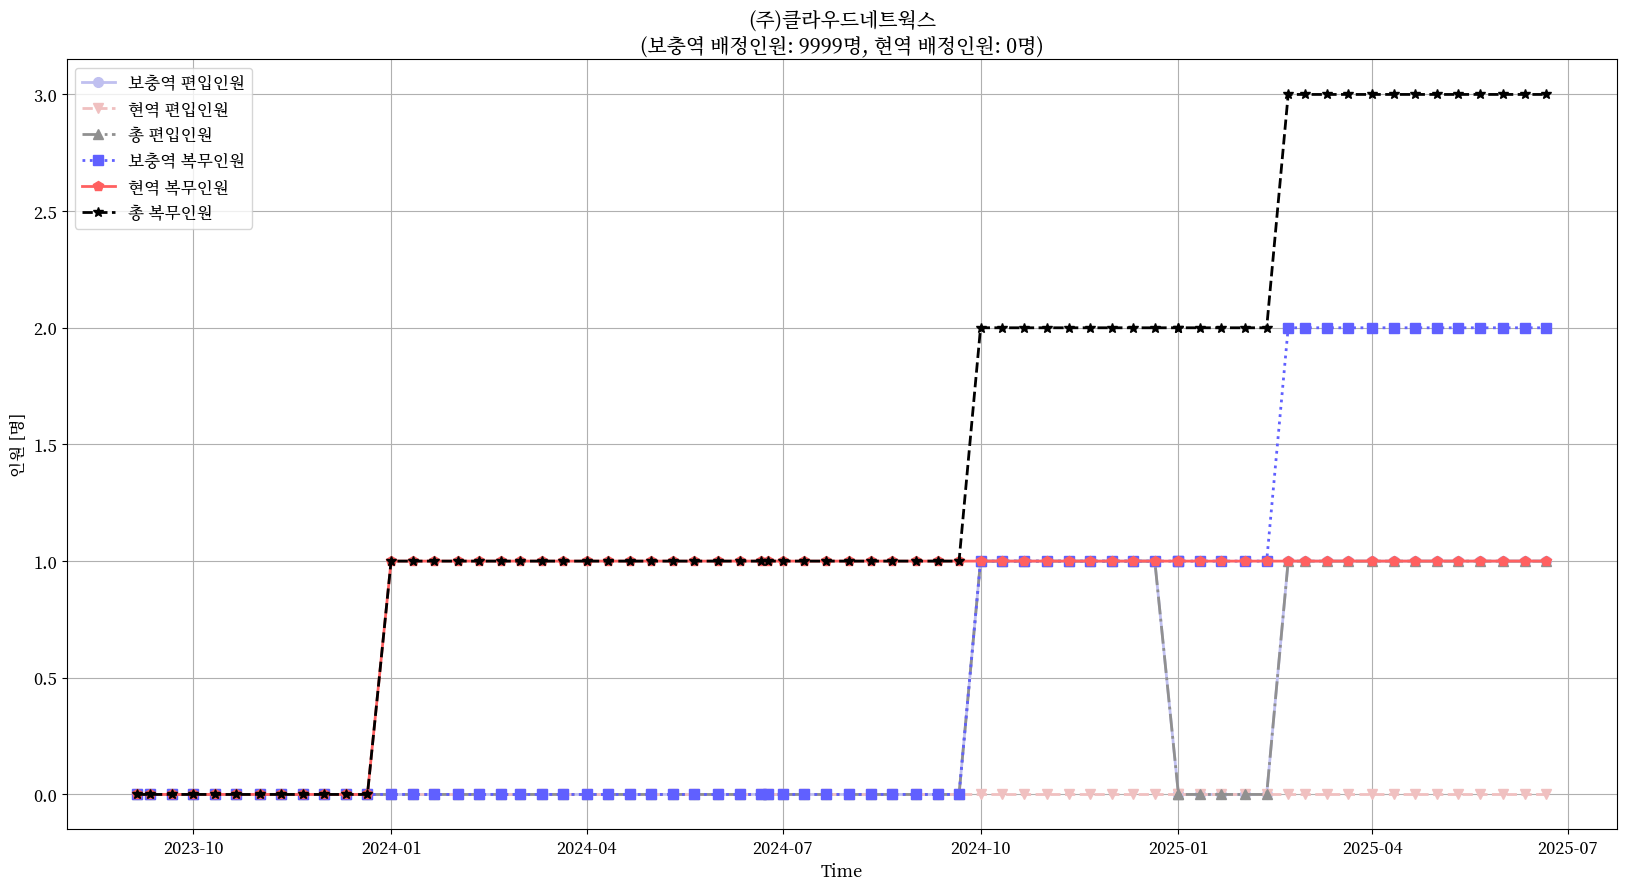 (주)클라우드네트웍스
(보충역 배정인원: 9999명, 현역 배정인원: 0명)
보충역 편입인원
현역 편입인원
총 편입인원
보충역 복무인원
현역 복무인원
총 복무인원
3.0
2.5
2.0
1.5
1.0
0.5
0.0
인원 [명]
2023-10
2024-01
2024-04
2024-07
2024-10
2025-01
2025-04
2025-07
Time